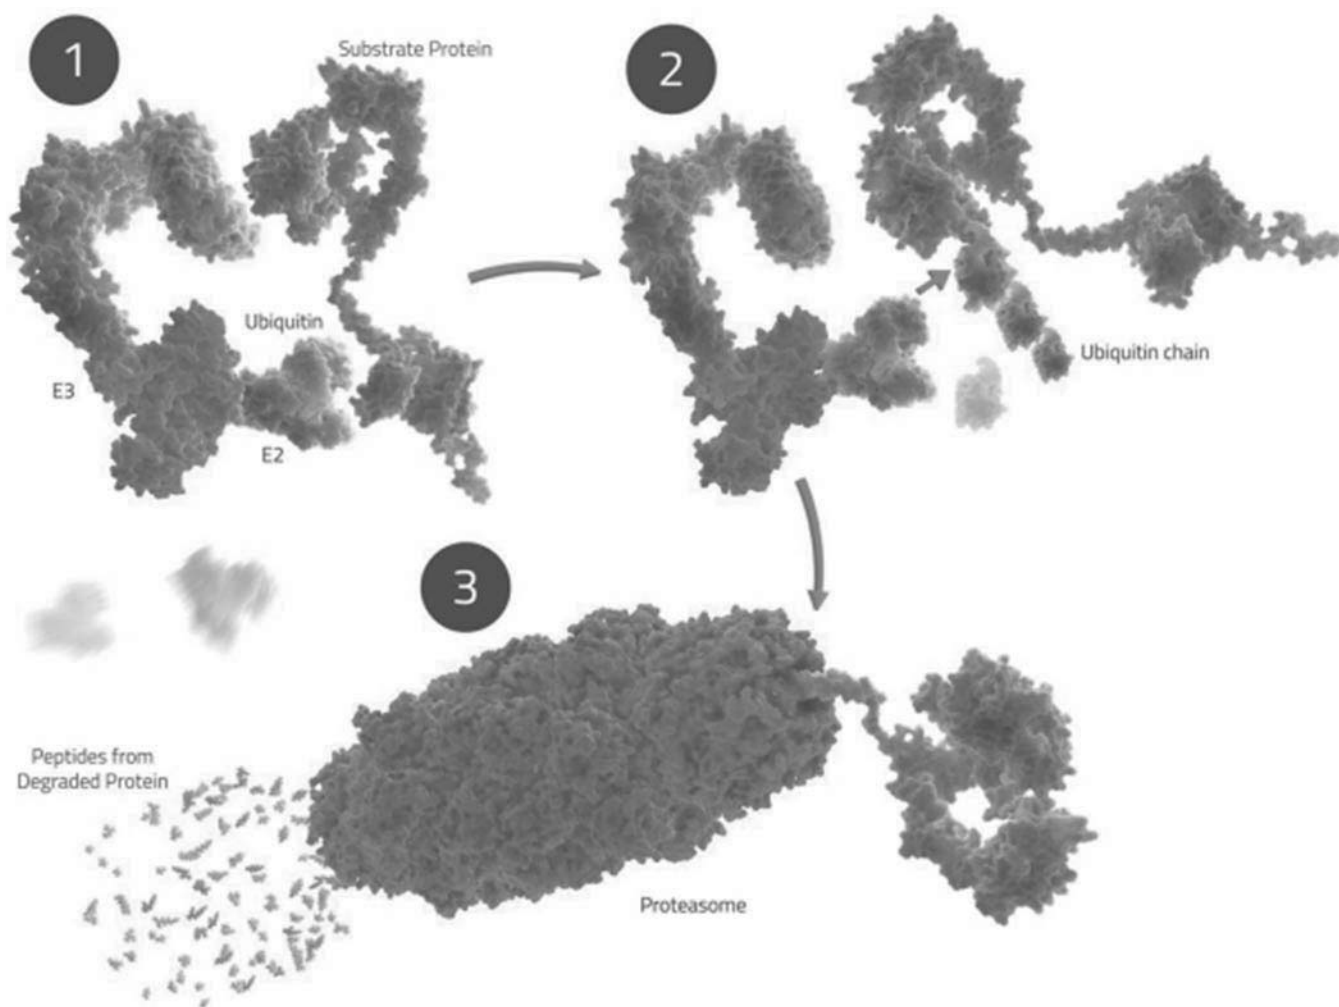 1
Substrate Protein
Ubiquitin
E3
E2
2
Ubiquitin chain
3
Peptides from
Degraded Protein
Proteasome